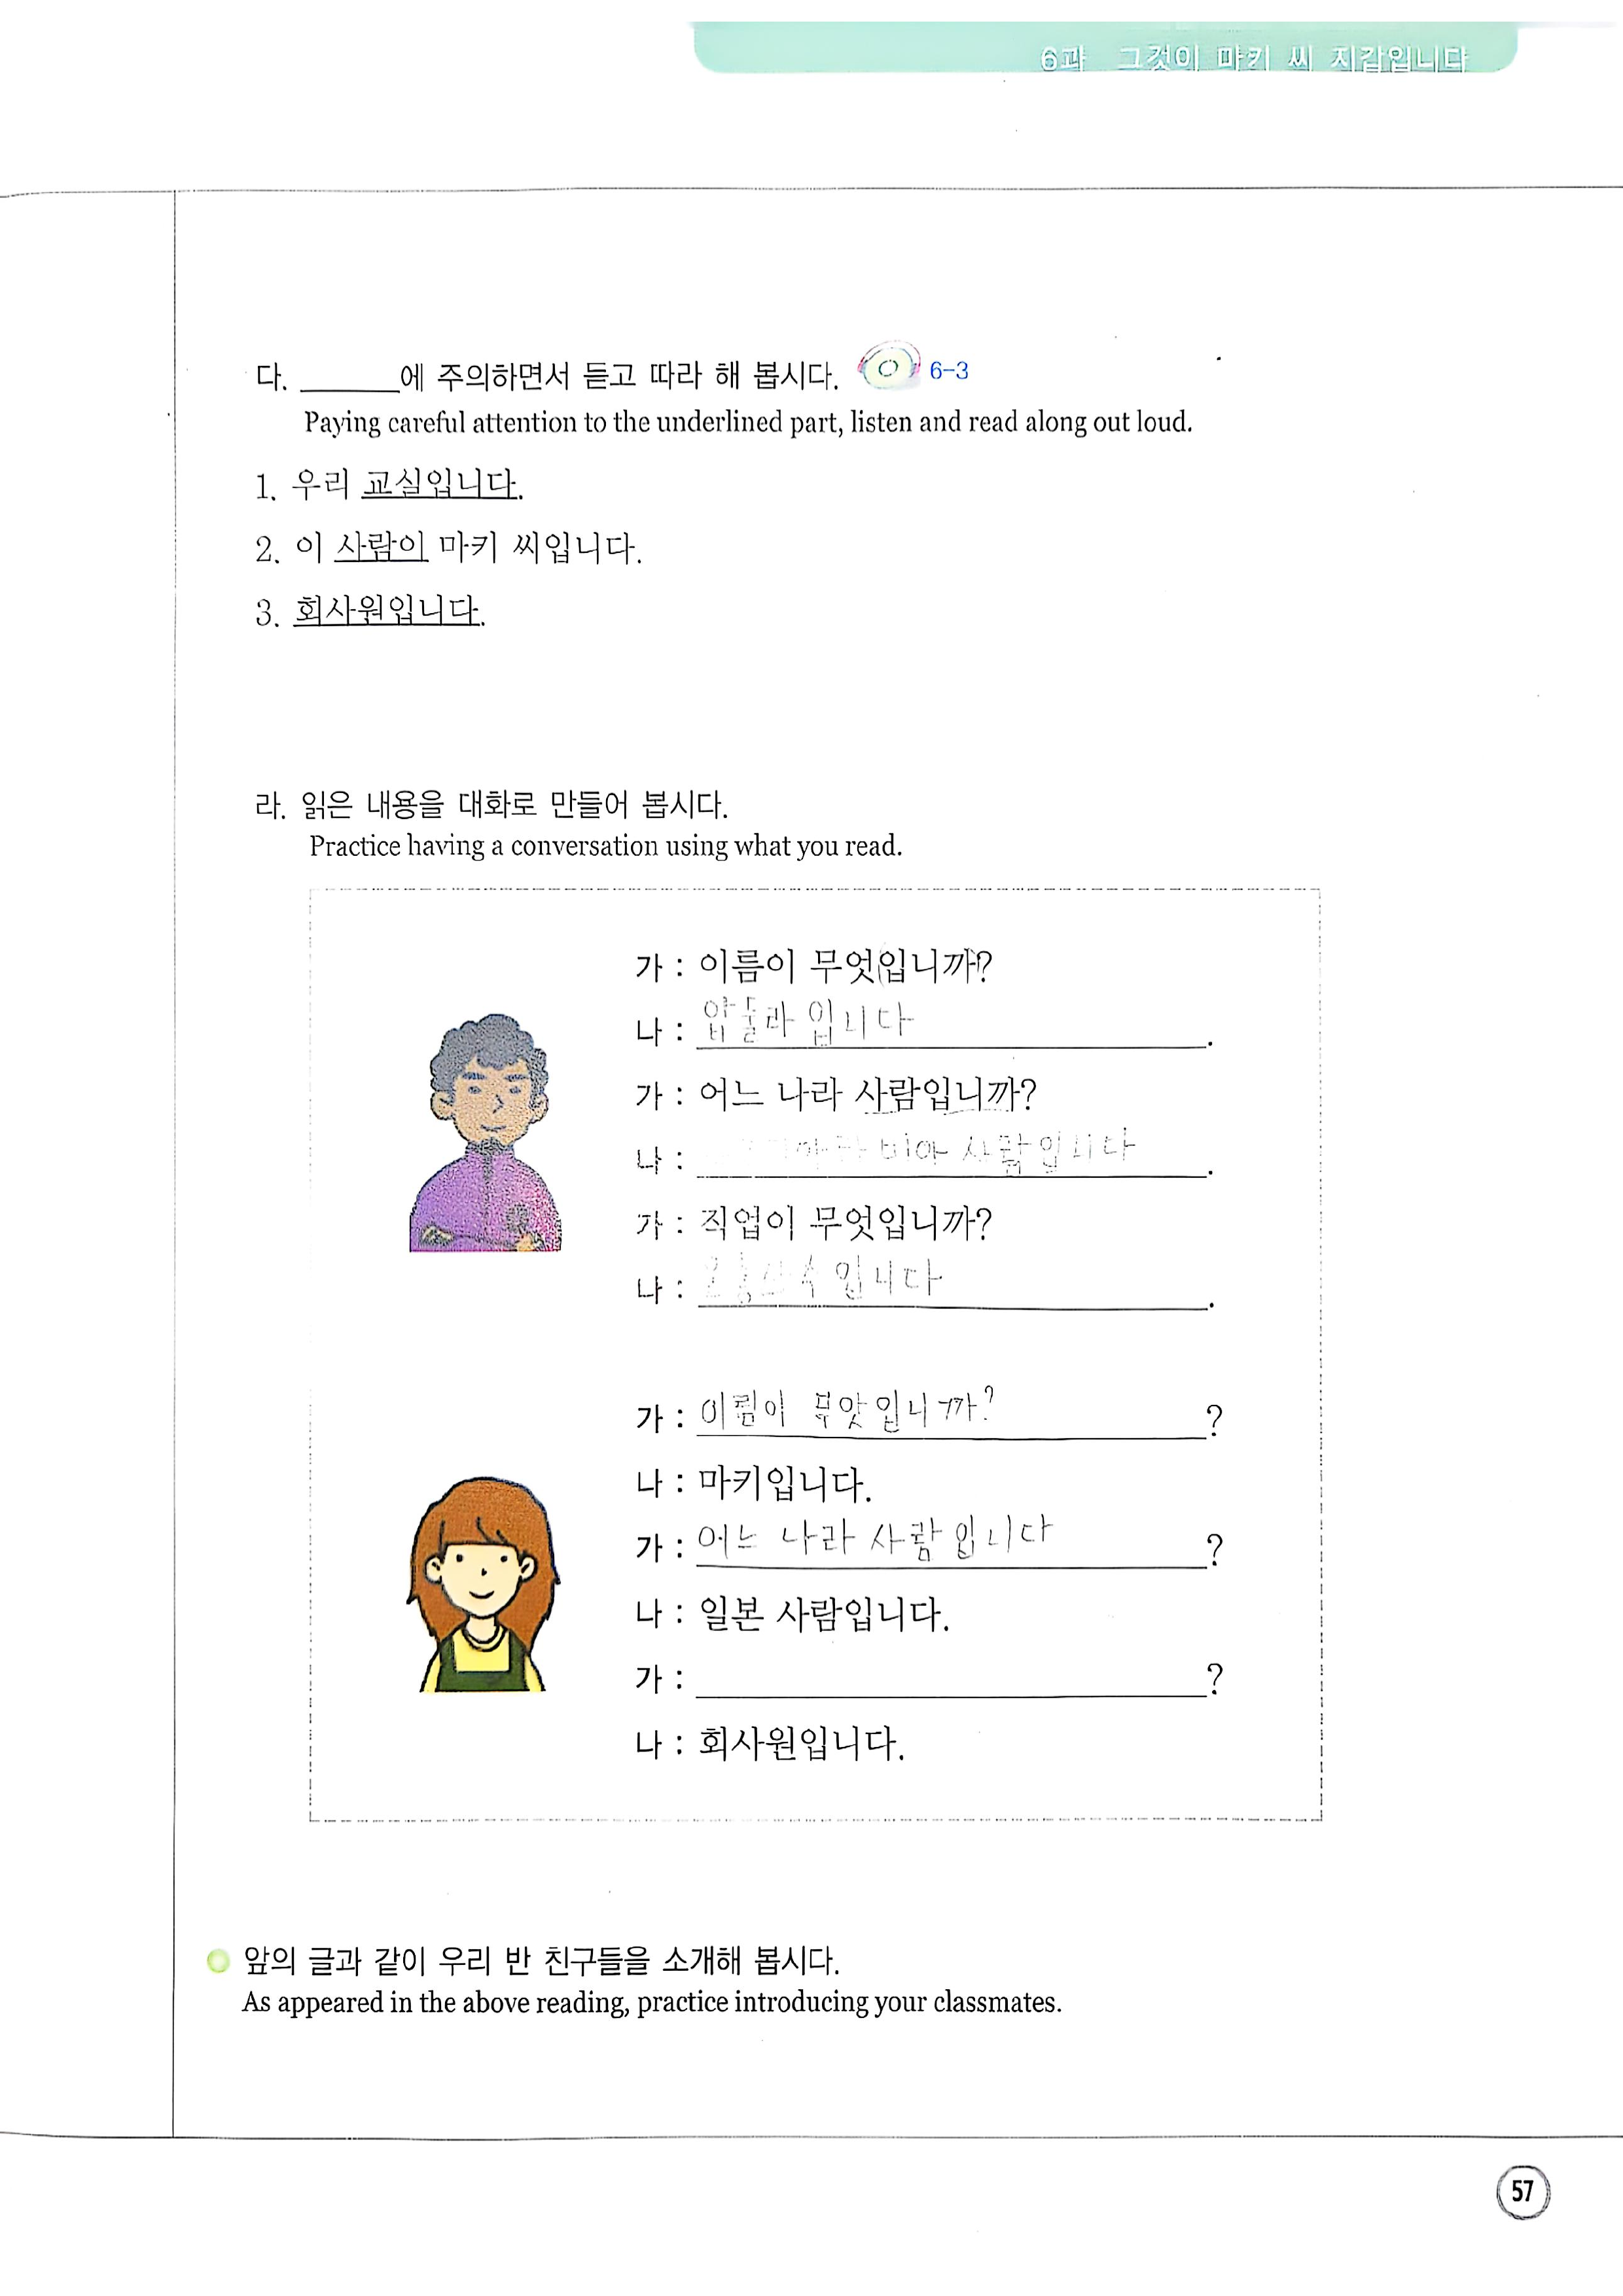 6과 그것이 마키 씨 지갑입니다
다. ______에 주의하면서 듣고 따라 해 봅시다. 6-3
Paying careful attention to the underlined part, listen and read along out loud.
1. 우리 교실입니다.
2. 이 사람이 마키 씨입니다.
3. 회사원입니다.
라. 읽은 내용을 대화로 만들어 봅시다.
Practice having a conversation using what you read.
가 : 이름이 무엇입니까?
나 : 압둘라 입니다.
가 : 어느 나라 사람입니까?
나 : 사람입니다.
가 : 직업이 무엇입니까?
나 : 입니다.
가 : 이림이 무앗입니까? ?
나 : 마키입니다.
가 : 어느 나라 사람입니다 ?
나 : 일본 사람입니다.
가 : ?
나 : 회사원입니다.
앞의 글과 같이 우리 반 친구들을 소개해 봅시다.
As appeared in the above reading, practice introducing your classmates.
57